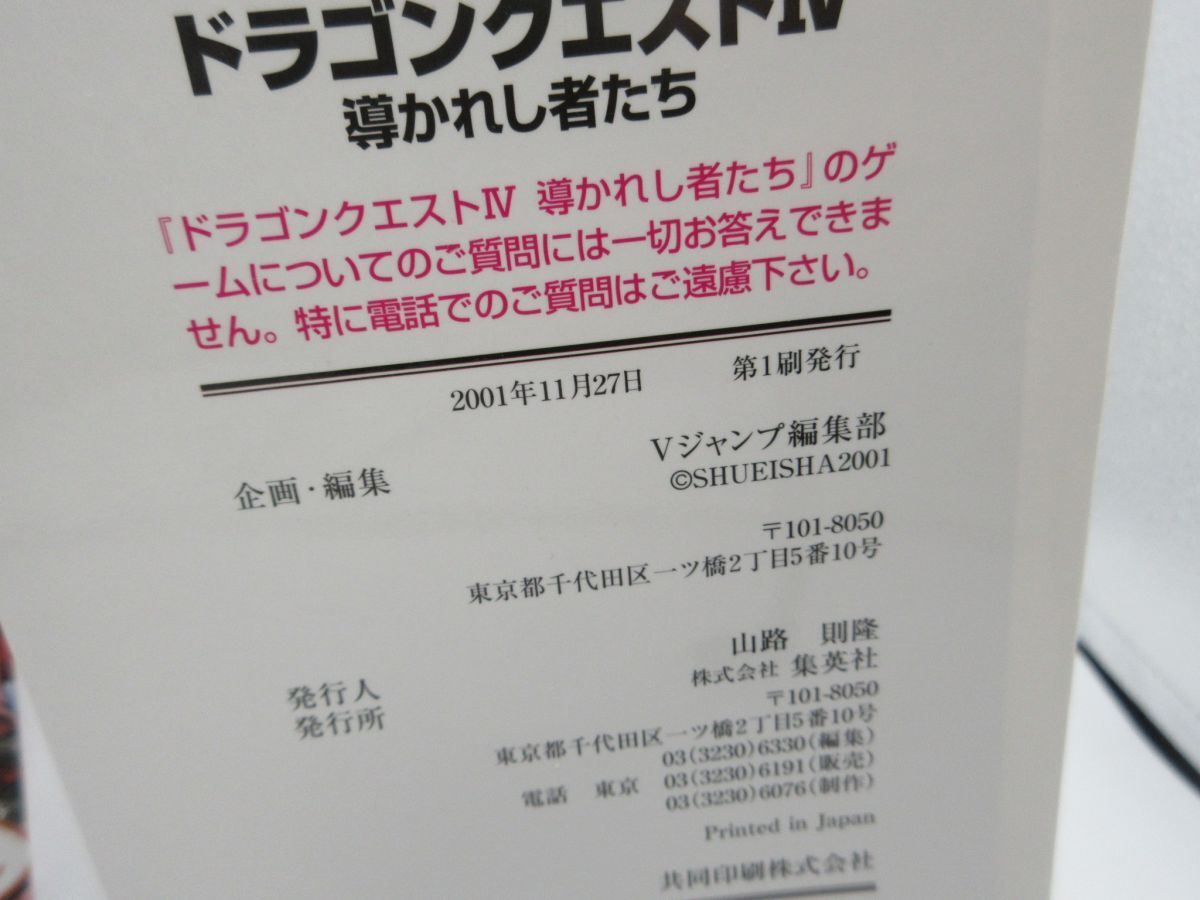 ドラゴンクエストⅣ
導かれし者たち
『ドラゴンクエストⅣ 導かれし者たち』のゲ
ームについてのご質問には一切お答えできま
せん。特に電話でのご質問はご遠慮下さい。
2001年11月27日 第1刷発行
企画・編集 Vジャンプ編集部
©SHUEISHA2001
〒101-8050
東京都千代田区一ツ橋2丁目5番10号
発行人 山路 則隆
発行所 株式会社 集英社
〒101-8050
東京都千代田区一ツ橋2丁目5番10号
03(3230)6330(編集)
電話 東京 03(3230)6191(販売)
03(3230)6076(制作)
Printed in Japan
共同印刷株式会社